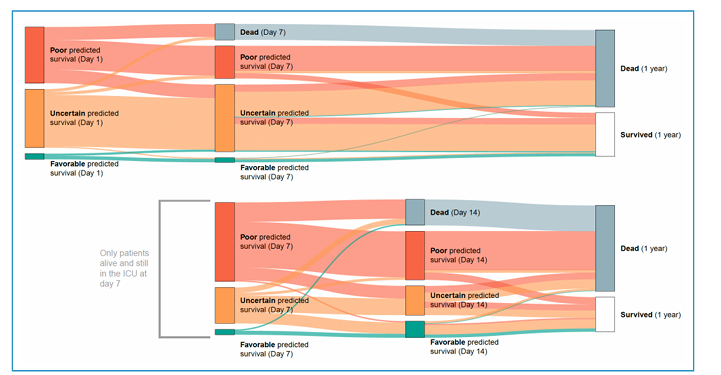 Dead (Day 7)
Dead (1 year)
Poor predicted
survival (Day 1)
Poor predicted
survival (Day 7)
Uncertain predicted
survival (Day 1)
Uncertain predicted
survival (Day 7)
Survived (1 year)
Favorable predicted
survival (Day 1)
Favorable predicted
survival (Day 7)
Only patients
alive and still
in the ICU at
day 7
Dead (Day 14)
Poor predicted
survival (Day 7)
Poor predicted
survival (Day 14)
Dead (1 year)
Uncertain predicted
survival (Day 7)
Uncertain predicted
survival (Day 14)
Survived (1 year)
Favorable predicted
survival (Day 7)
Favorable predicted
survival (Day 14)